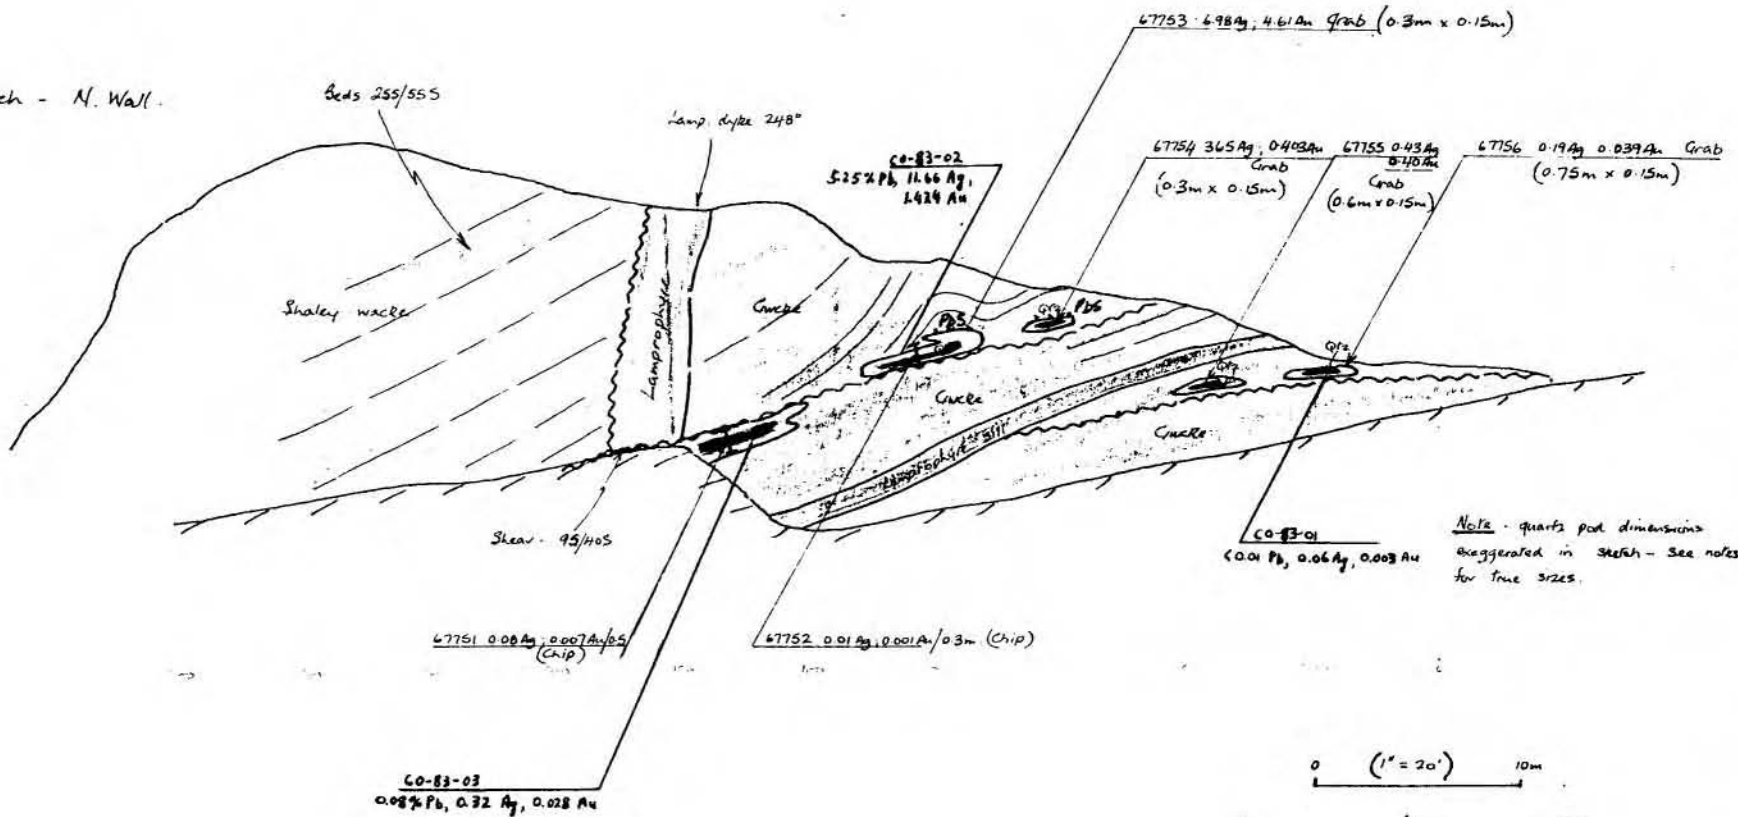 67753 · 6.98Ag; 4.61Au Grab (0.3m x 0.15m)
ch - N. Wall.
Beds 255/55S
Lamp. dyke 248°
CO-83-02
5.25% Pb, 11.66 Ag,
1.424 Au
67754 365Ag; 0.403Au
Grab
(0.3m x 0.15m)
67755 0.43Ag
0.40Au
Grab
(0.6m x 0.15m)
67756 0.19Ag 0.039Au Grab
(0.75m x 0.15m)
Shaley wacke
Lamprophyre
Gwcke
PbS
Qtz
PbS
Qtz
Qtz
Gwcke
Gwcke
Lamprophyre sill
Shear - 95/40S
CO-83-01
<0.01 Pb, 0.06 Ag, 0.003 Au
Note - quartz pod dimensions
exaggerated in sketch - see notes
for true sizes.
67751 0.08Ag; 0.007Au/0.5
(Chip)
67752 0.01Ag; 0.001Au/0.3m (Chip)
CO-83-03
0.08% Pb, 0.32 Ag, 0.028 Au
0 (1" = 20') 10m